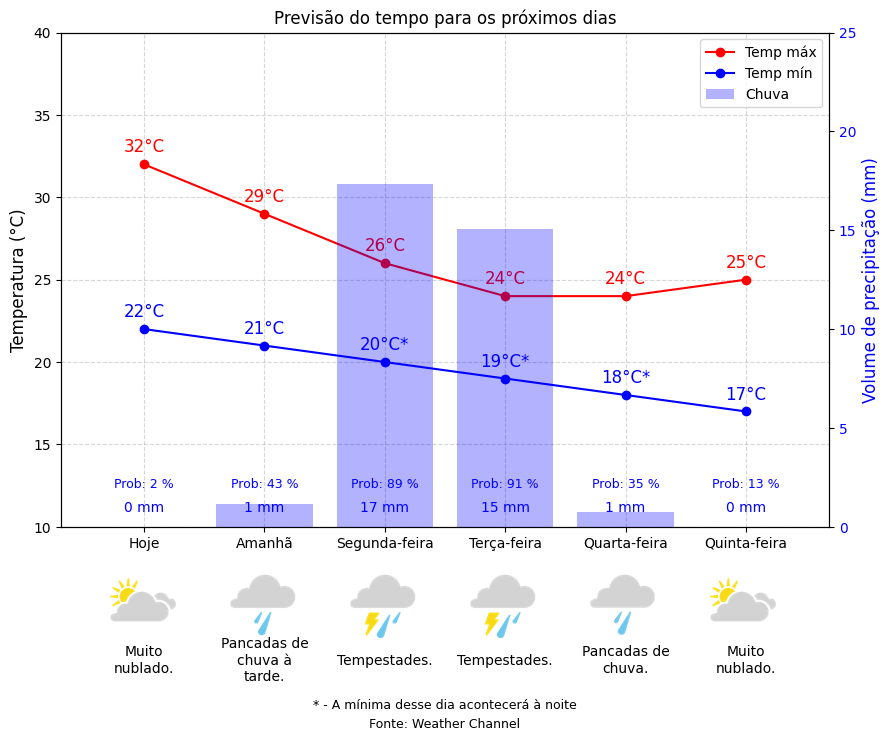 Previsão do tempo para os próximos dias
40
35
30
25
20
15
10
Temperatura (°C)
25
20
15
10
5
0
Volume de precipitação (mm)
Temp máx
Temp mín
Chuva
32°C
29°C
26°C
24°C
24°C
25°C
22°C
21°C
20°C*
19°C*
18°C*
17°C
Prob: 2 %
Prob: 43 %
Prob: 89 %
Prob: 91 %
Prob: 35 %
Prob: 13 %
0 mm
1 mm
17 mm
15 mm
1 mm
0 mm
Hoje
Amanhã
Segunda-feira
Terça-feira
Quarta-feira
Quinta-feira
Muito
nublado.
Pancadas de
chuva à
tarde.
Tempestades.
Tempestades.
Pancadas de
chuva.
Muito
nublado.
* - A mínima desse dia acontecerá à noite
Fonte: Weather Channel